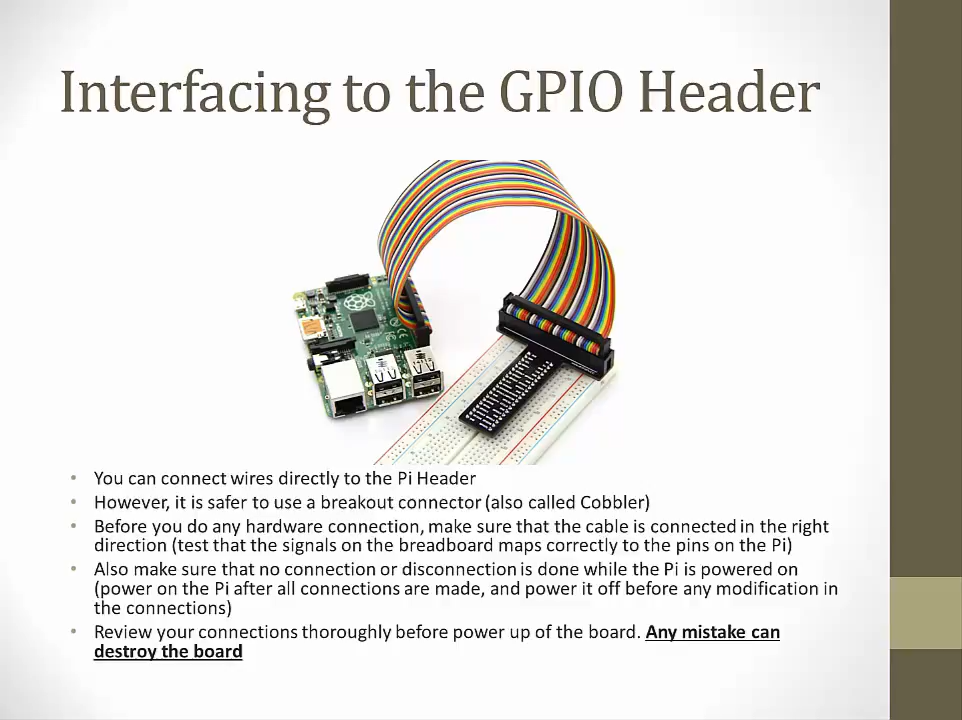 Interfacing to the GPIO Header
• You can connect wires directly to the Pi Header
• However, it is safer to use a breakout connector (also called Cobbler)
• Before you do any hardware connection, make sure that the cable is connected in the right
direction (test that the signals on the breadboard maps correctly to the pins on the Pi)
• Also make sure that no connection or disconnection is done while the Pi is powered on
(power on the Pi after all connections are made, and power it off before any modification in
the connections)
• Review your connections thoroughly before power up of the board. Any mistake can
destroy the board